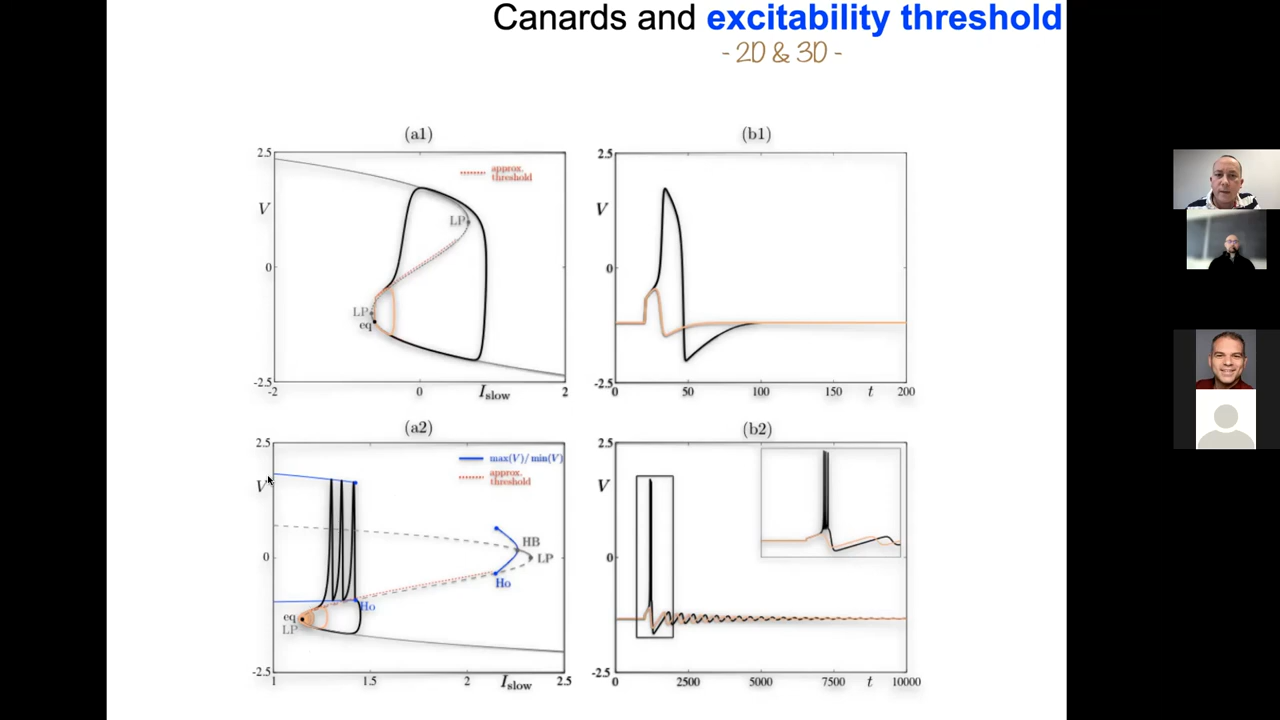 Canards and excitability threshold
- 2D & 3D -
(a1)
2.5
V
0
-2.5
-2
0
2
I_slow
approx.
threshold
LP
LP
eq
(b1)
2.5
V
0
-2.5
0
50
100
150
t
200
(a2)
2.5
V
0
-2.5
1
1.5
2
I_slow
2.5
max(V)/min(V)
approx.
threshold
HB
LP
Ho
Ho
eq
LP
(b2)
2.5
V
0
-2.5
0
2500
5000
7500
t
10000